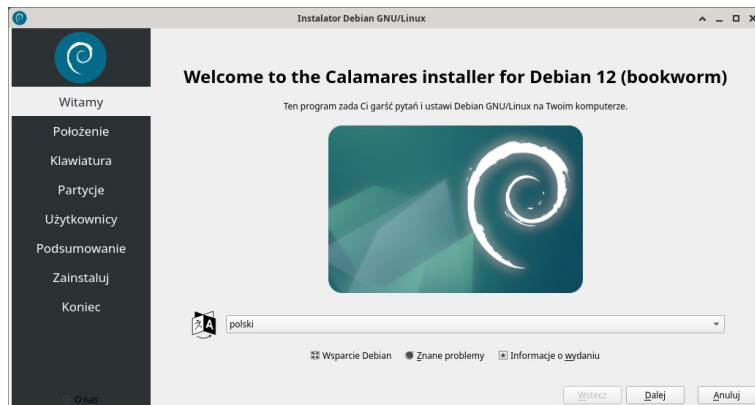 Instalator Debian GNU/Linux
Witamy
Położenie
Klawiatura
Partycje
Użytkownicy
Podsumowanie
Zainstaluj
Koniec
O nas
Welcome to the Calamares installer for Debian 12 (bookworm)
Ten program zada Ci garść pytań i ustawi Debian GNU/Linux na Twoim komputerze.
polski
Wsparcie Debian Znane problemy Informacje o wydaniu
Wstecz Dalej Anuluj